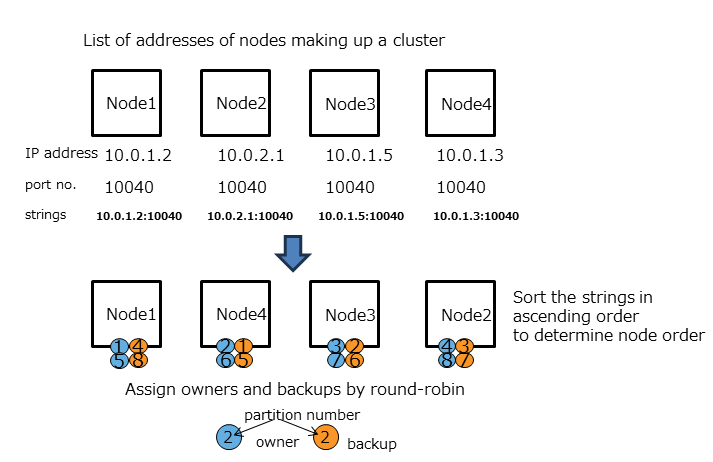 List of addresses of nodes making up a cluster
Node1 Node2 Node3 Node4
IP address 10.0.1.2 10.0.2.1 10.0.1.5 10.0.1.3
port no. 10040 10040 10040 10040
strings 10.0.1.2:10040 10.0.2.1:10040 10.0.1.5:10040 10.0.1.3:10040
Node1 Node4 Node3 Node2
Sort the strings in
ascending order
to determine node order
1 4 2 1 3 2 4 3
5 8 6 5 7 6 8 7
Assign owners and backups by round-robin
partition number
2 owner 2 backup